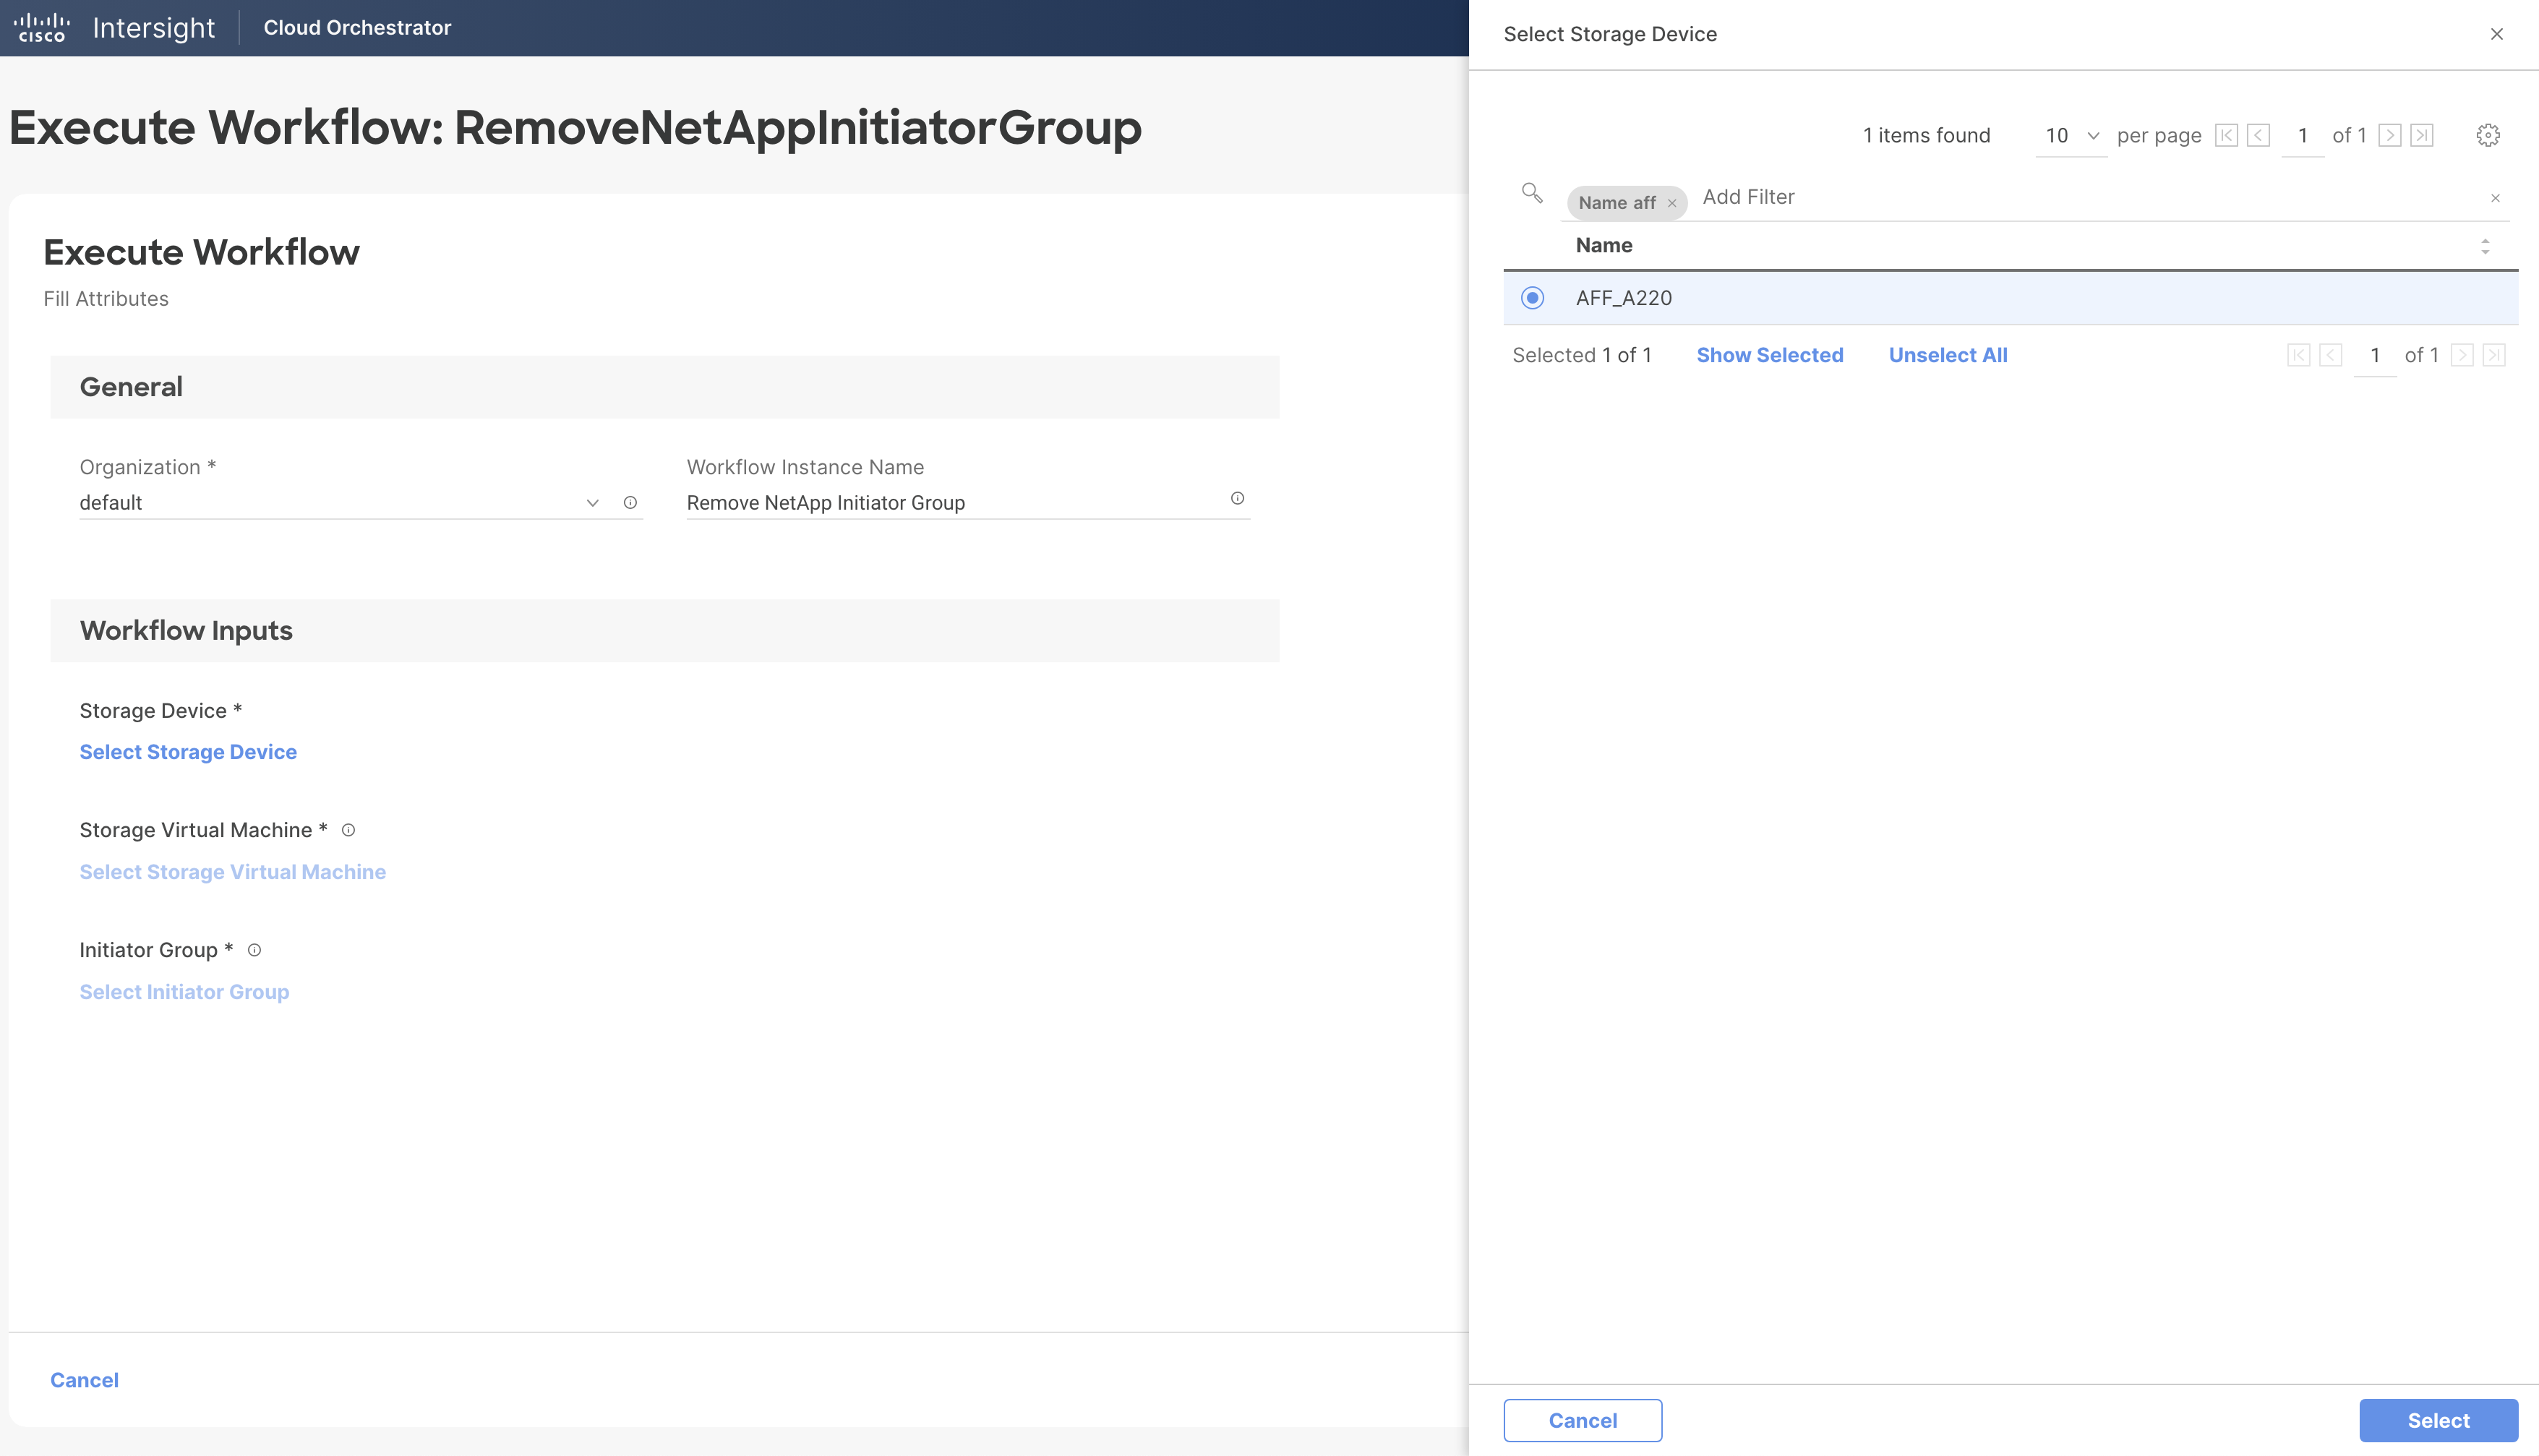 cisco Intersight Cloud Orchestrator
Execute Workflow: RemoveNetAppInitiatorGroup
Execute Workflow
Fill Attributes
General
Organization *
default
Workflow Instance Name
Remove NetApp Initiator Group
Workflow Inputs
Storage Device *
Select Storage Device
Storage Virtual Machine *
Select Storage Virtual Machine
Initiator Group *
Select Initiator Group
Cancel
Select Storage Device
1 items found 10 per page 1 of 1
Name aff × Add Filter
Name
AFF_A220
Selected 1 of 1 Show Selected Unselect All 1 of 1
Cancel Select